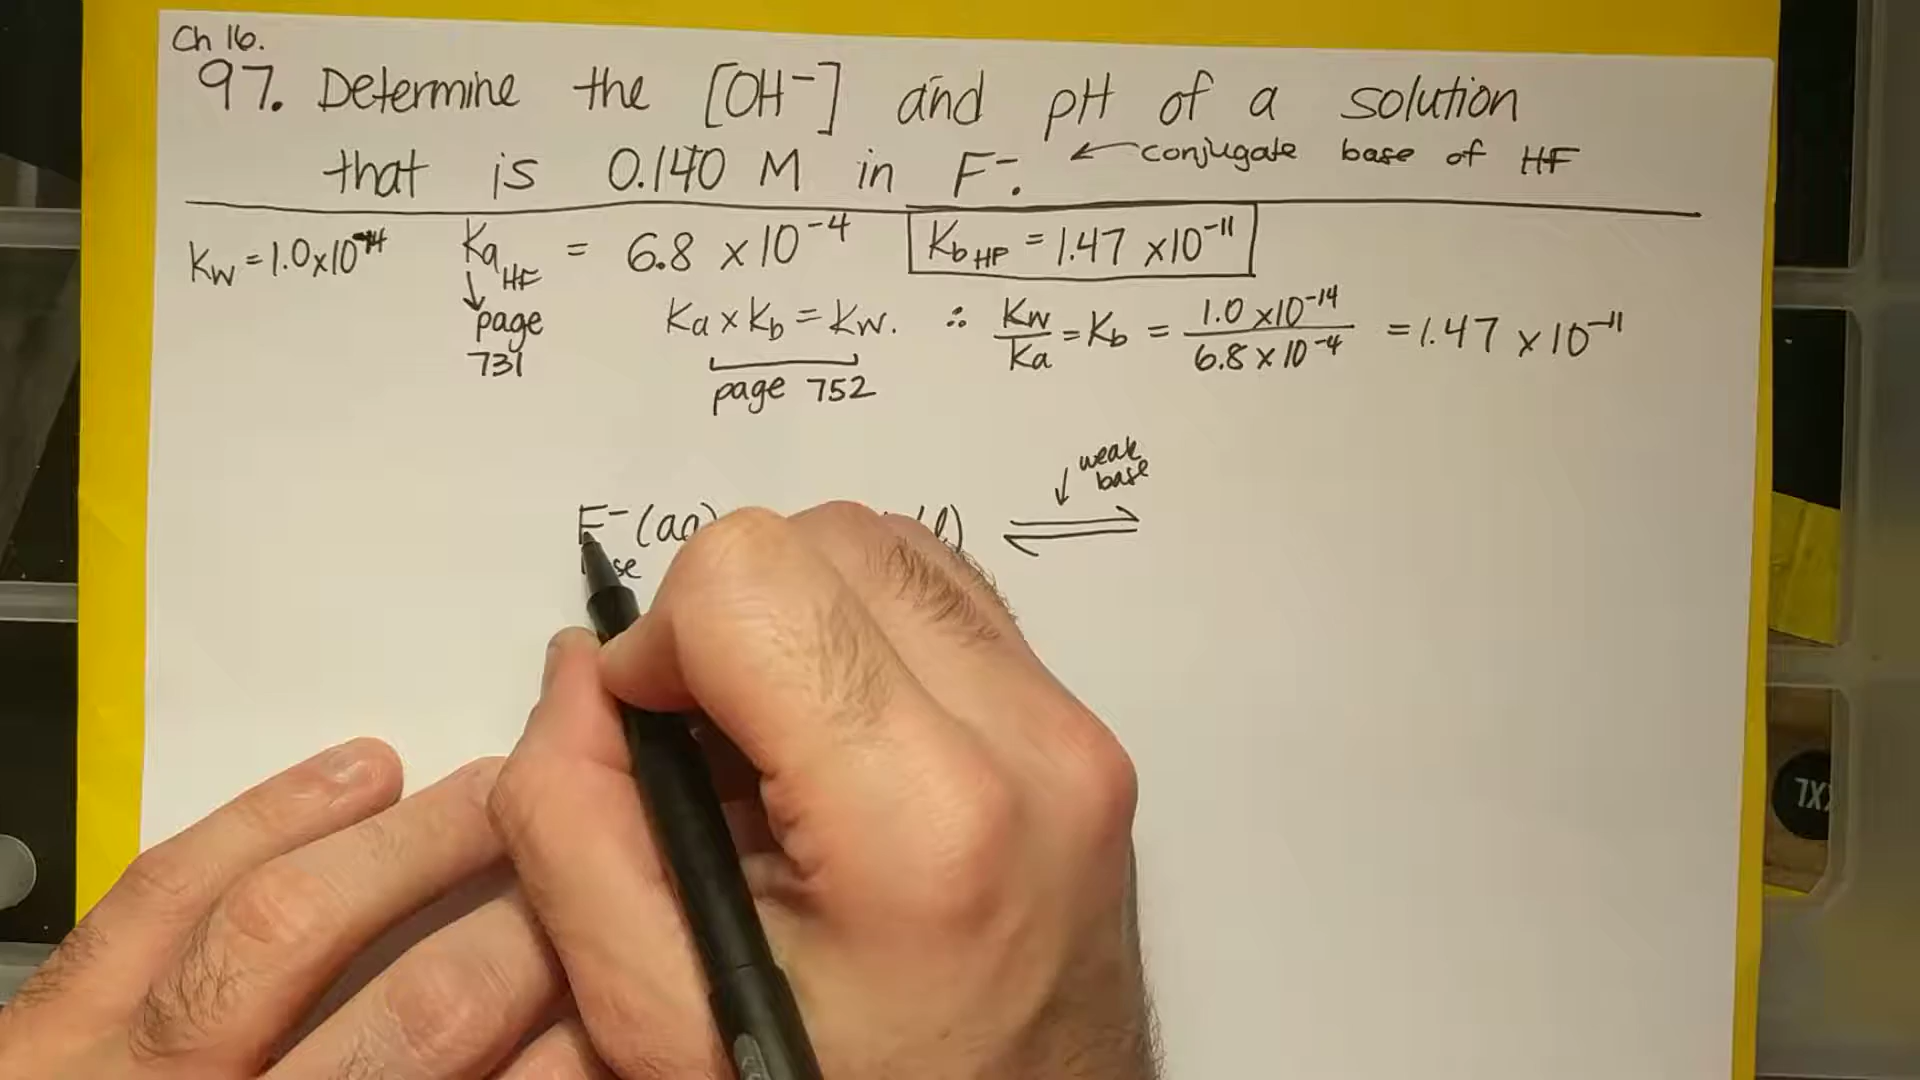 Ch 16.
97. Determine the [OH⁻] and pH of a solution
that is 0.140 M in F⁻. ← conjugate base of HF
Kw = 1.0x10⁻¹⁴ Ka HF = 6.8 x 10⁻⁴ Kb HF = 1.47 x10⁻¹¹
↓
page
731
Ka x Kb = Kw. ∴ Kw/Ka = Kb = 1.0 x10⁻¹⁴/6.8 x 10⁻⁴ = 1.47 x 10⁻¹¹
page 752
weak
base
↓
F⁻(aq) (l) ⇌
XXL